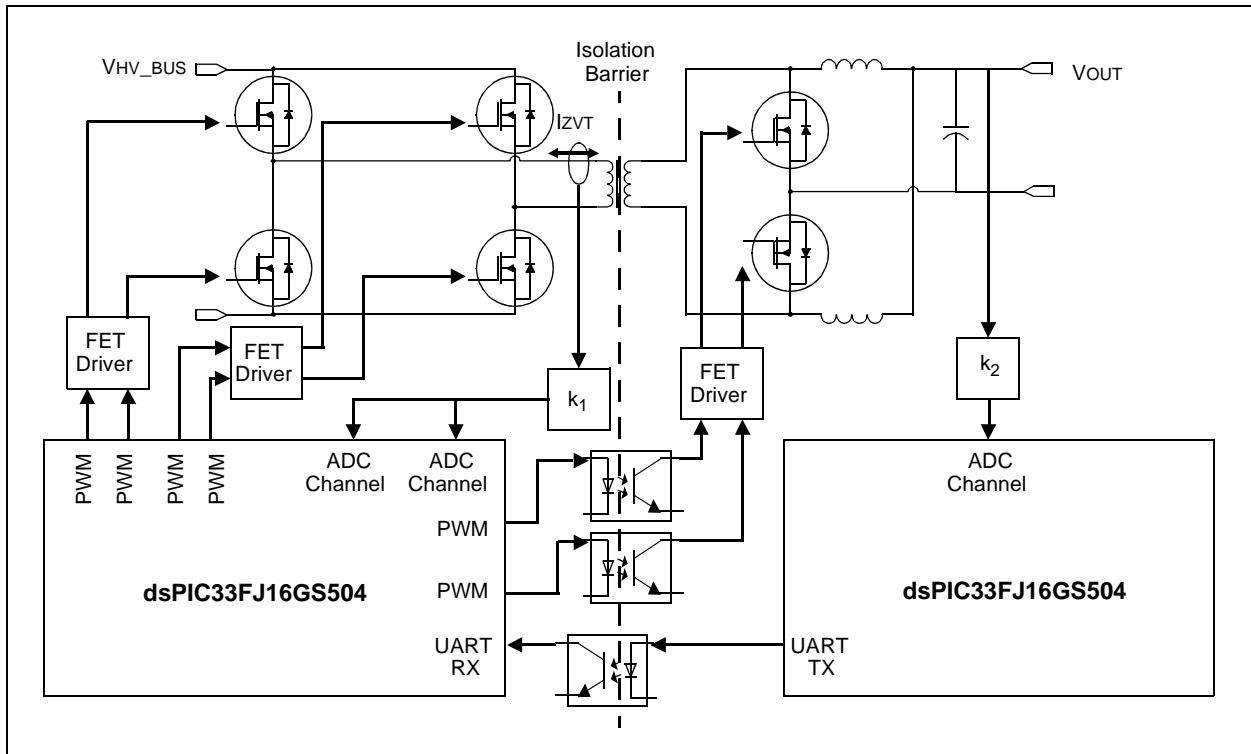 Isolation
Barrier
VHV_BUS
VOUT
IZVT
FET
Driver
FET
Driver
k1
FET
Driver
k2
PWM
PWM
PWM
PWM
ADC
Channel
ADC
Channel
ADC
Channel
PWM
dsPIC33FJ16GS504
PWM
dsPIC33FJ16GS504
UART
RX
UART
TX